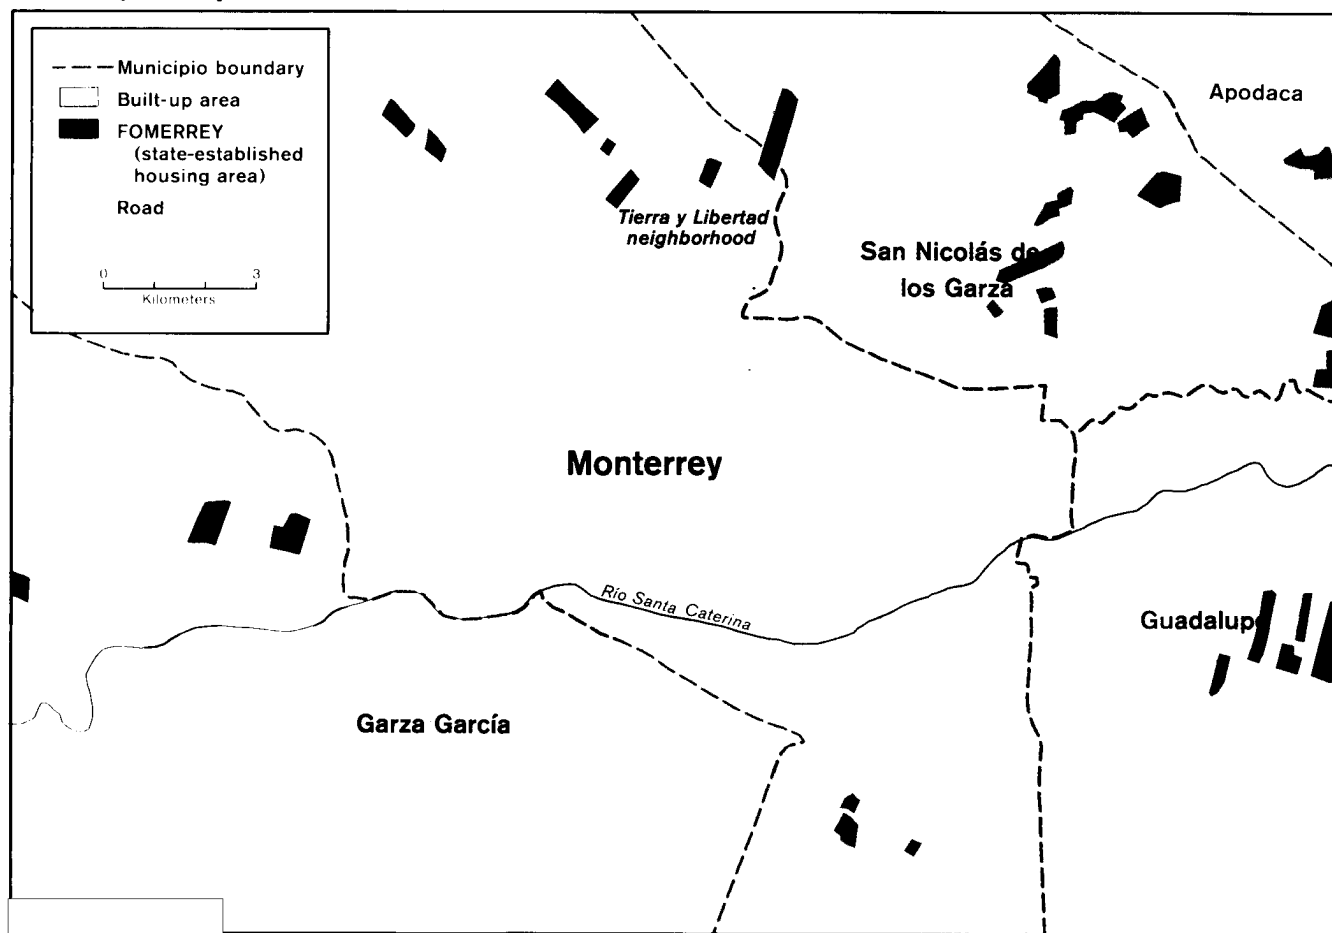 Municipio boundary
Built-up area
FOMERREY
(state-established
housing area)
Road
0 3
Kilometers
Apodaca
Tierra y Libertad
neighborhood
San Nicolás de
los Garza
Monterrey
Río Santa Caterina
Guadalupe
Garza García